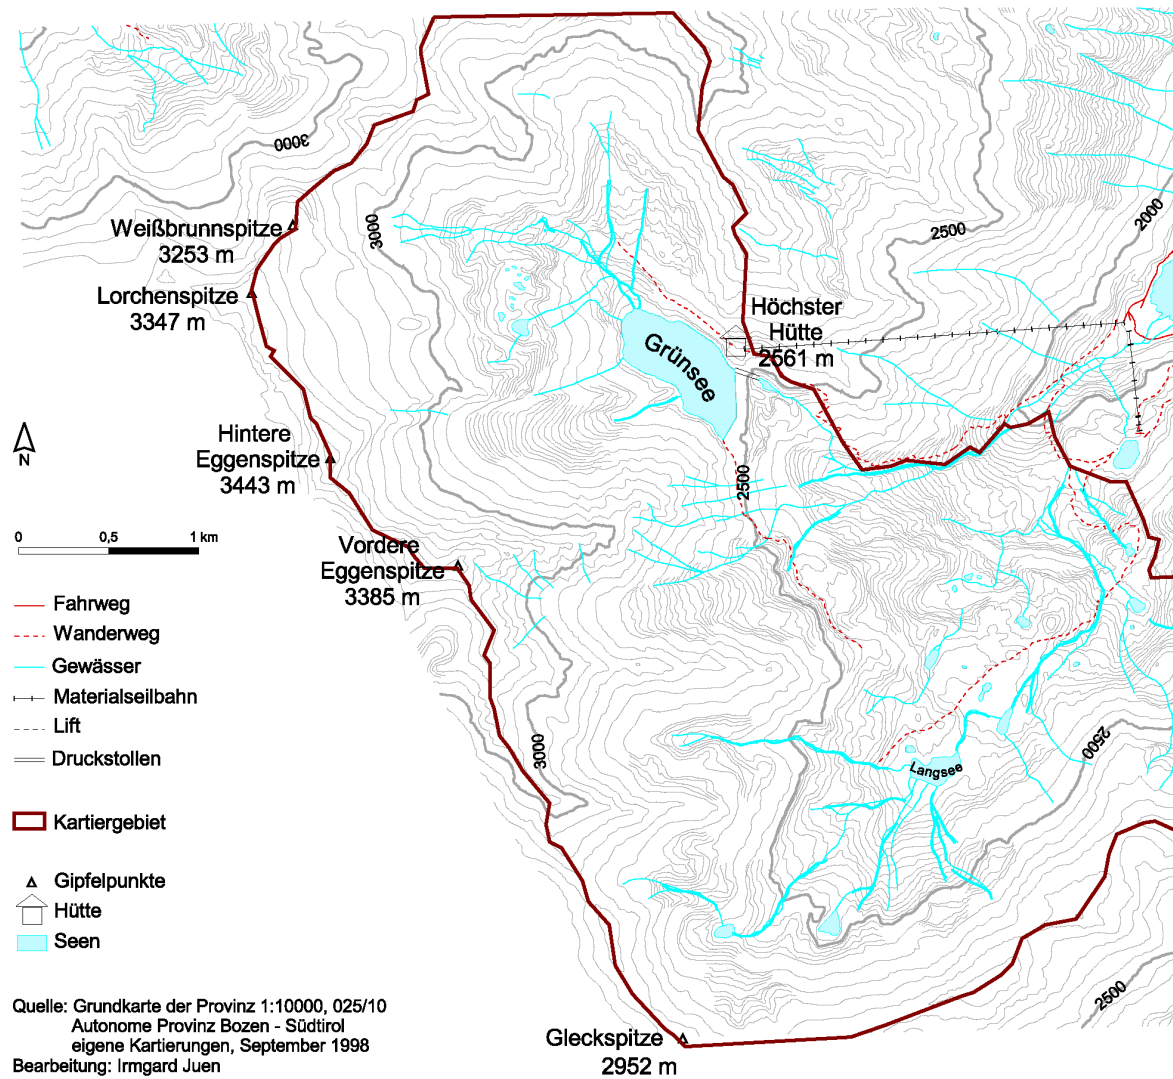 3000
Weißbrunnspitze
3253 m
3000
2500
2000
Lorchenspitze
3347 m
Höchster
Hütte
2561 m
Grünsee
Hintere
Eggenspitze
3443 m
N
2500
0 0,5 1 km
Vordere
Eggenspitze
3385 m
Fahrweg
Wanderweg
Gewässer
Materialseilbahn
Lift
Druckstollen
3000
2500
Langsee
Kartiergebiet
Gipfelpunkte
Hütte
Seen
2500
Quelle: Grundkarte der Provinz 1:10000, 025/10
Autonome Provinz Bozen - Südtirol
eigene Kartierungen, September 1998
Bearbeitung: Irmgard Juen
Gleckspitze
2952 m